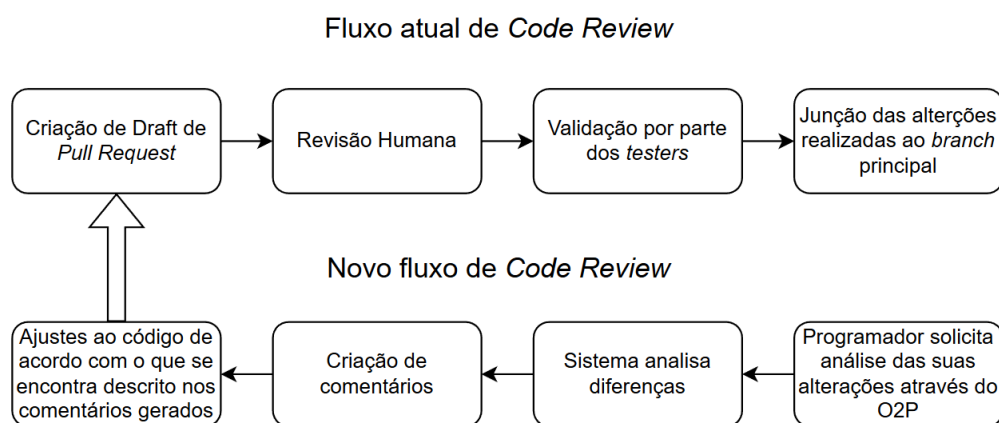 Fluxo atual de Code Review
Criação de Draft de
Pull Request
Revisão Humana
Validação por parte
dos testers
Junção das alterções
realizadas ao branch
principal
Novo fluxo de Code Review
Ajustes ao código de
acordo com o que se
encontra descrito nos
comentários gerados
Criação de
comentários
Sistema analisa
diferenças
Programador solicita
análise das suas
alterações através do
O2P